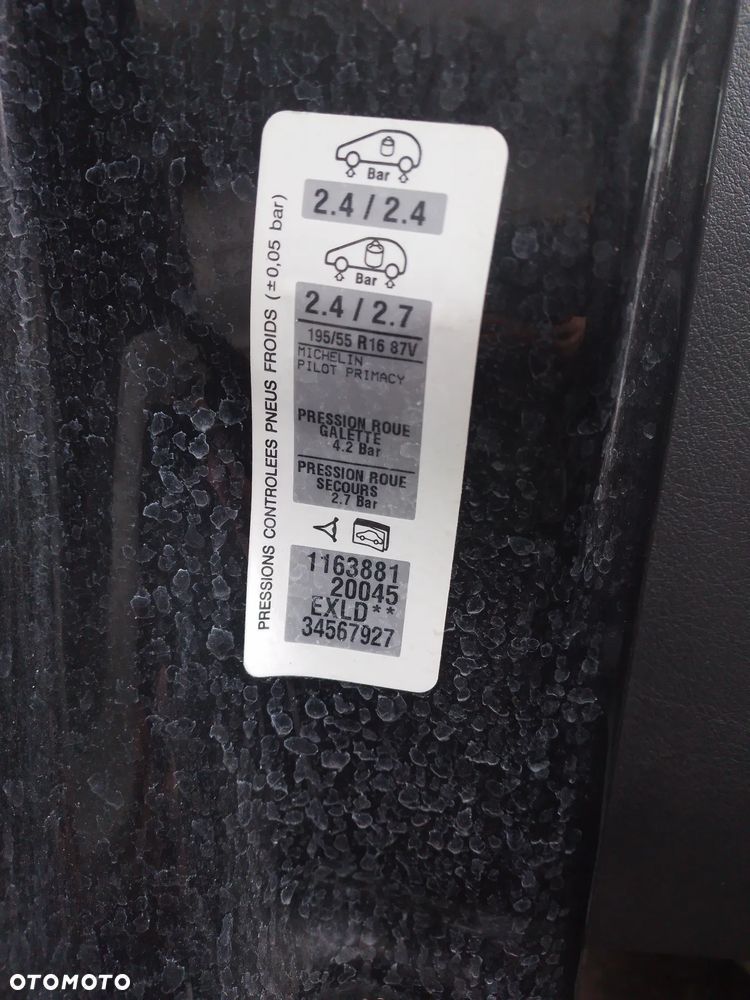 PRESSIONS CONTROLEES PNEUS FROIDS (±0,05 bar)
Bar
2.4 / 2.4
Bar
2.4 / 2.7
195/55 R16 87V
MICHELIN
PILOT PRIMACY
PRESSION ROUE
GALETTE
4.2 Bar
PRESSION ROUE
SECOURS
2.7 Bar
1163881
20045
EXLD**
34567927
OTOMOTO